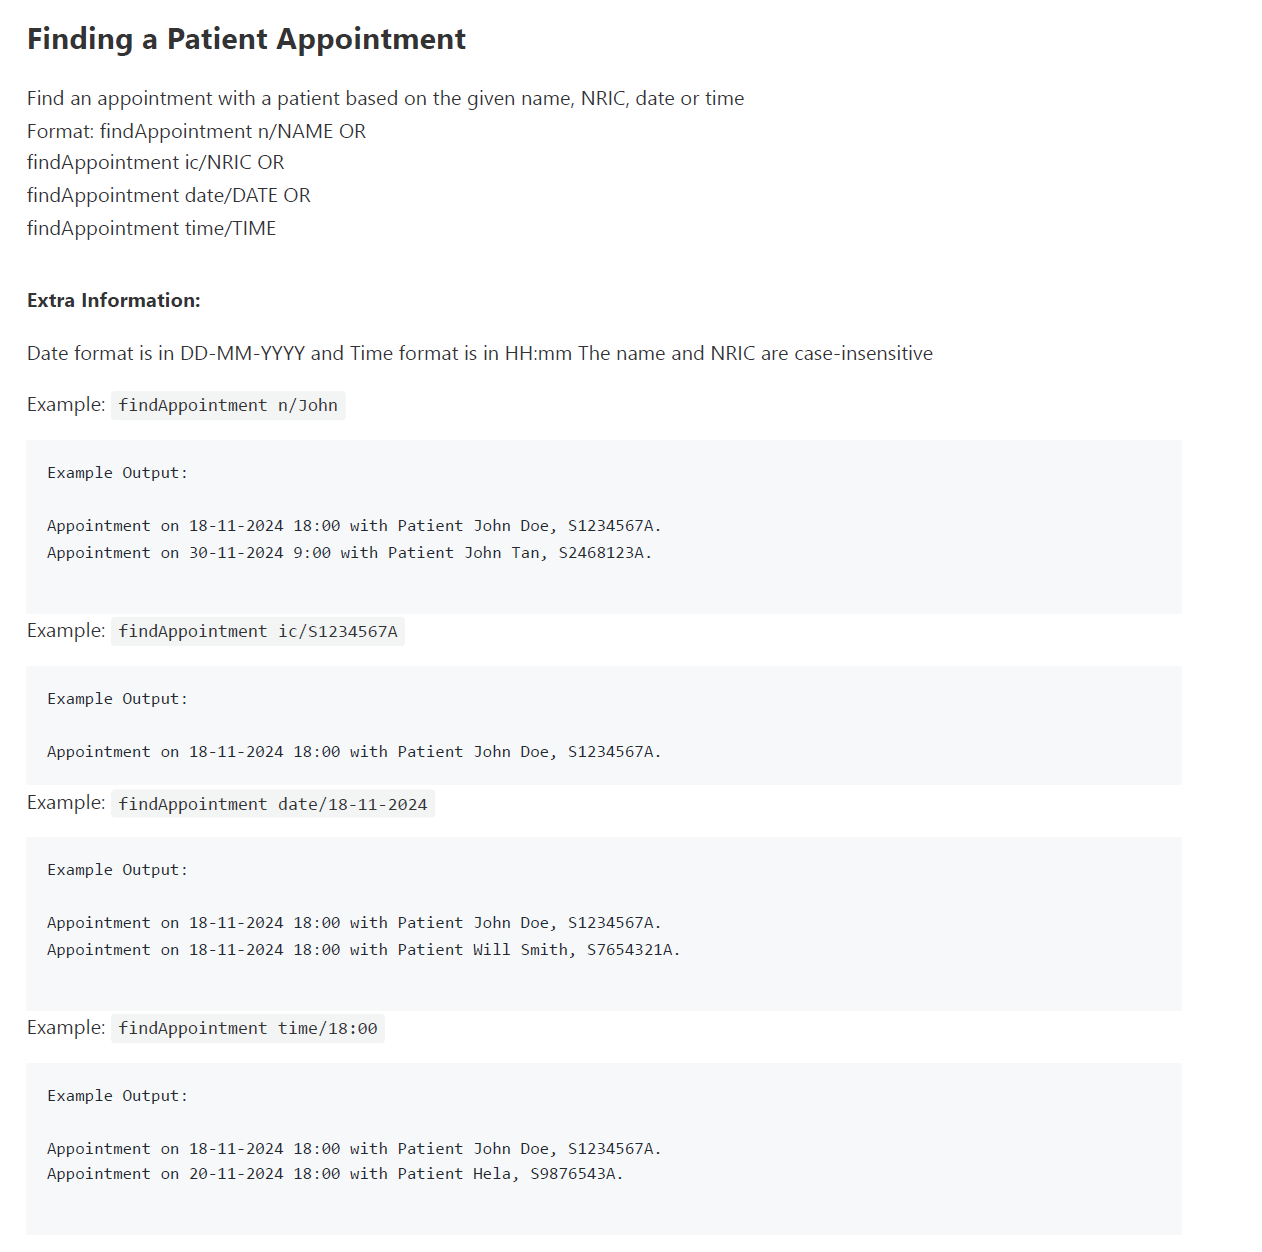 Finding a Patient Appointment
Find an appointment with a patient based on the given name, NRIC, date or time
Format: findAppointment n/NAME OR
findAppointment ic/NRIC OR
findAppointment date/DATE OR
findAppointment time/TIME
Extra Information:
Date format is in DD-MM-YYYY and Time format is in HH:mm The name and NRIC are case-insensitive
Example: findAppointment n/John
Example Output:
Appointment on 18-11-2024 18:00 with Patient John Doe, S1234567A.
Appointment on 30-11-2024 9:00 with Patient John Tan, S2468123A.
Example: findAppointment ic/S1234567A
Example Output:
Appointment on 18-11-2024 18:00 with Patient John Doe, S1234567A.
Example: findAppointment date/18-11-2024
Example Output:
Appointment on 18-11-2024 18:00 with Patient John Doe, S1234567A.
Appointment on 18-11-2024 18:00 with Patient Will Smith, S7654321A.
Example: findAppointment time/18:00
Example Output:
Appointment on 18-11-2024 18:00 with Patient John Doe, S1234567A.
Appointment on 20-11-2024 18:00 with Patient Hela, S9876543A.